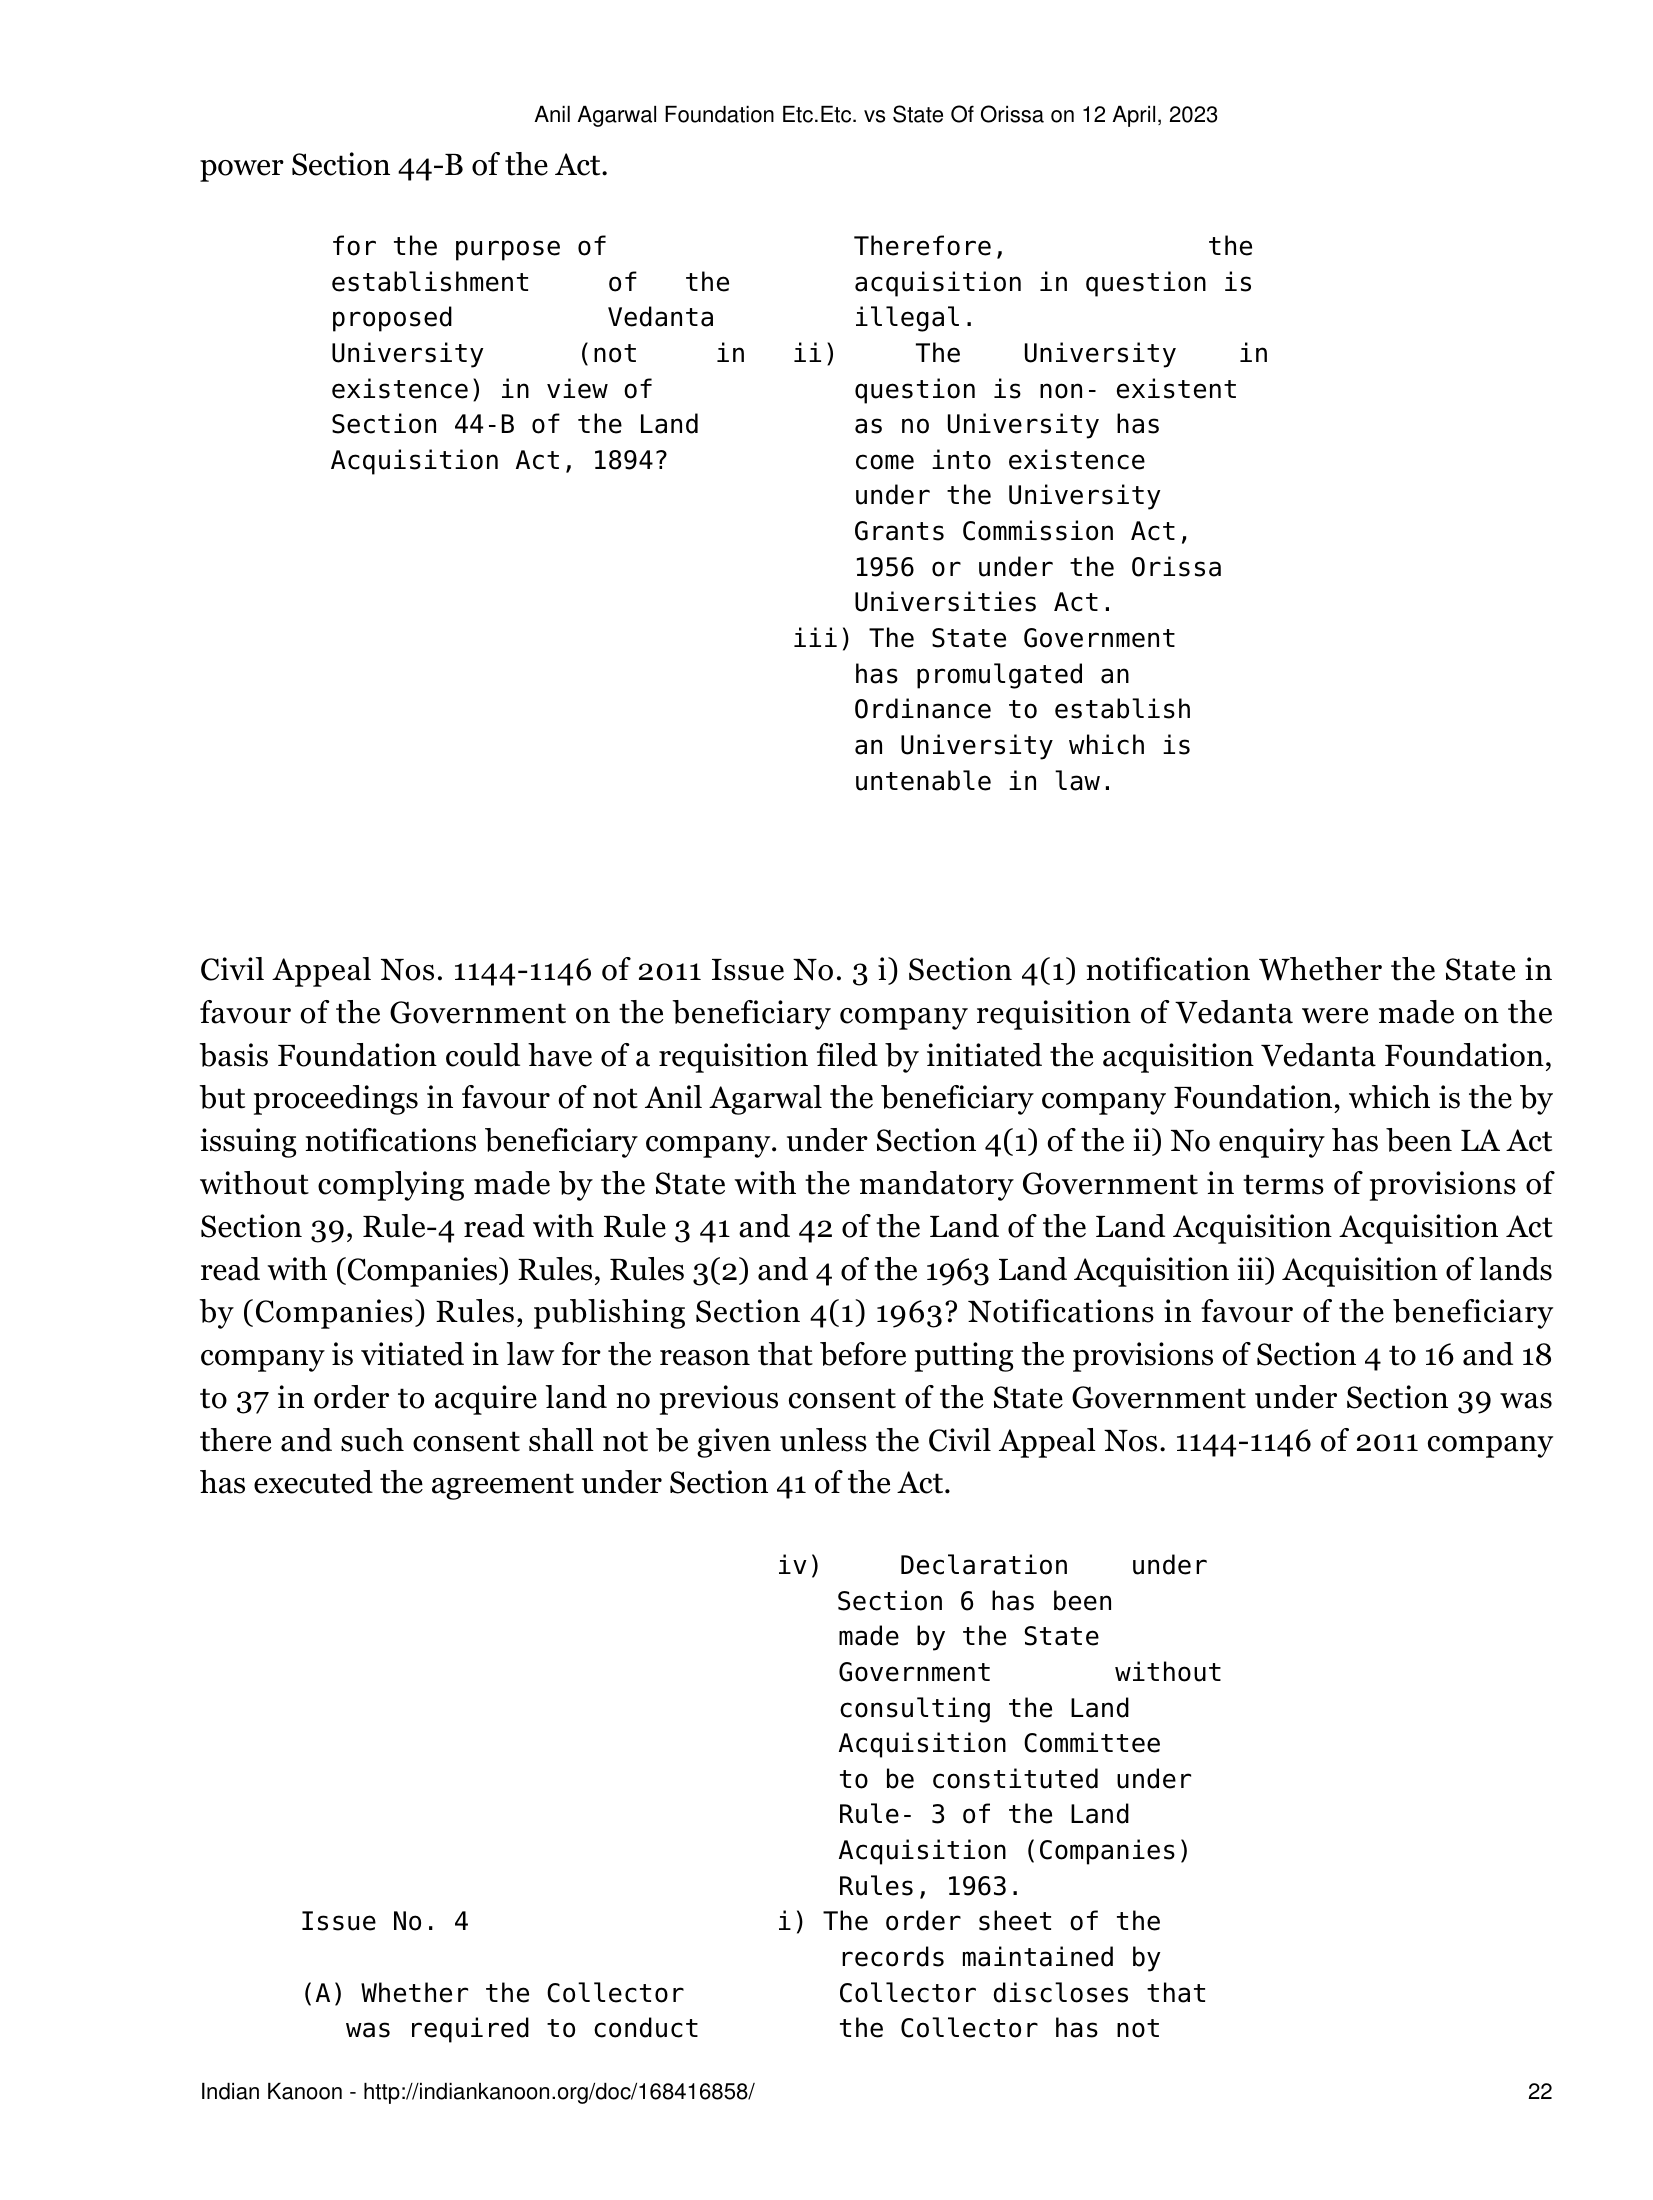 Anil Agarwal Foundation Etc.Etc. vs State Of Orissa on 12 April, 2023
power Section 44-B of the Act.
for the purpose of Therefore, the
establishment of the acquisition in question is
proposed Vedanta illegal.
University (not in ii) The University in
existence) in view of question is non- existent
Section 44-B of the Land as no University has
Acquisition Act, 1894? come into existence
under the University
Grants Commission Act,
1956 or under the Orissa
Universities Act.
iii) The State Government
has promulgated an
Ordinance to establish
an University which is
untenable in law.
Civil Appeal Nos. 1144-1146 of 2011 Issue No. 3 i) Section 4(1) notification Whether the State in
favour of the Government on the beneficiary company requisition of Vedanta were made on the
basis Foundation could have of a requisition filed by initiated the acquisition Vedanta Foundation,
but proceedings in favour of not Anil Agarwal the beneficiary company Foundation, which is the by
issuing notifications beneficiary company. under Section 4(1) of the ii) No enquiry has been LA Act
without complying made by the State with the mandatory Government in terms of provisions of
Section 39, Rule-4 read with Rule 3 41 and 42 of the Land of the Land Acquisition Acquisition Act
read with (Companies) Rules, Rules 3(2) and 4 of the 1963 Land Acquisition iii) Acquisition of lands
by (Companies) Rules, publishing Section 4(1) 1963? Notifications in favour of the beneficiary
company is vitiated in law for the reason that before putting the provisions of Section 4 to 16 and 18
to 37 in order to acquire land no previous consent of the State Government under Section 39 was
there and such consent shall not be given unless the Civil Appeal Nos. 1144-1146 of 2011 company
has executed the agreement under Section 41 of the Act.
iv) Declaration under
Section 6 has been
made by the State
Government without
consulting the Land
Acquisition Committee
to be constituted under
Rule- 3 of the Land
Acquisition (Companies)
Rules, 1963.
Issue No. 4 i) The order sheet of the
records maintained by
(A) Whether the Collector Collector discloses that
was required to conduct the Collector has not
Indian Kanoon - http://indiankanoon.org/doc/168416858/ 22